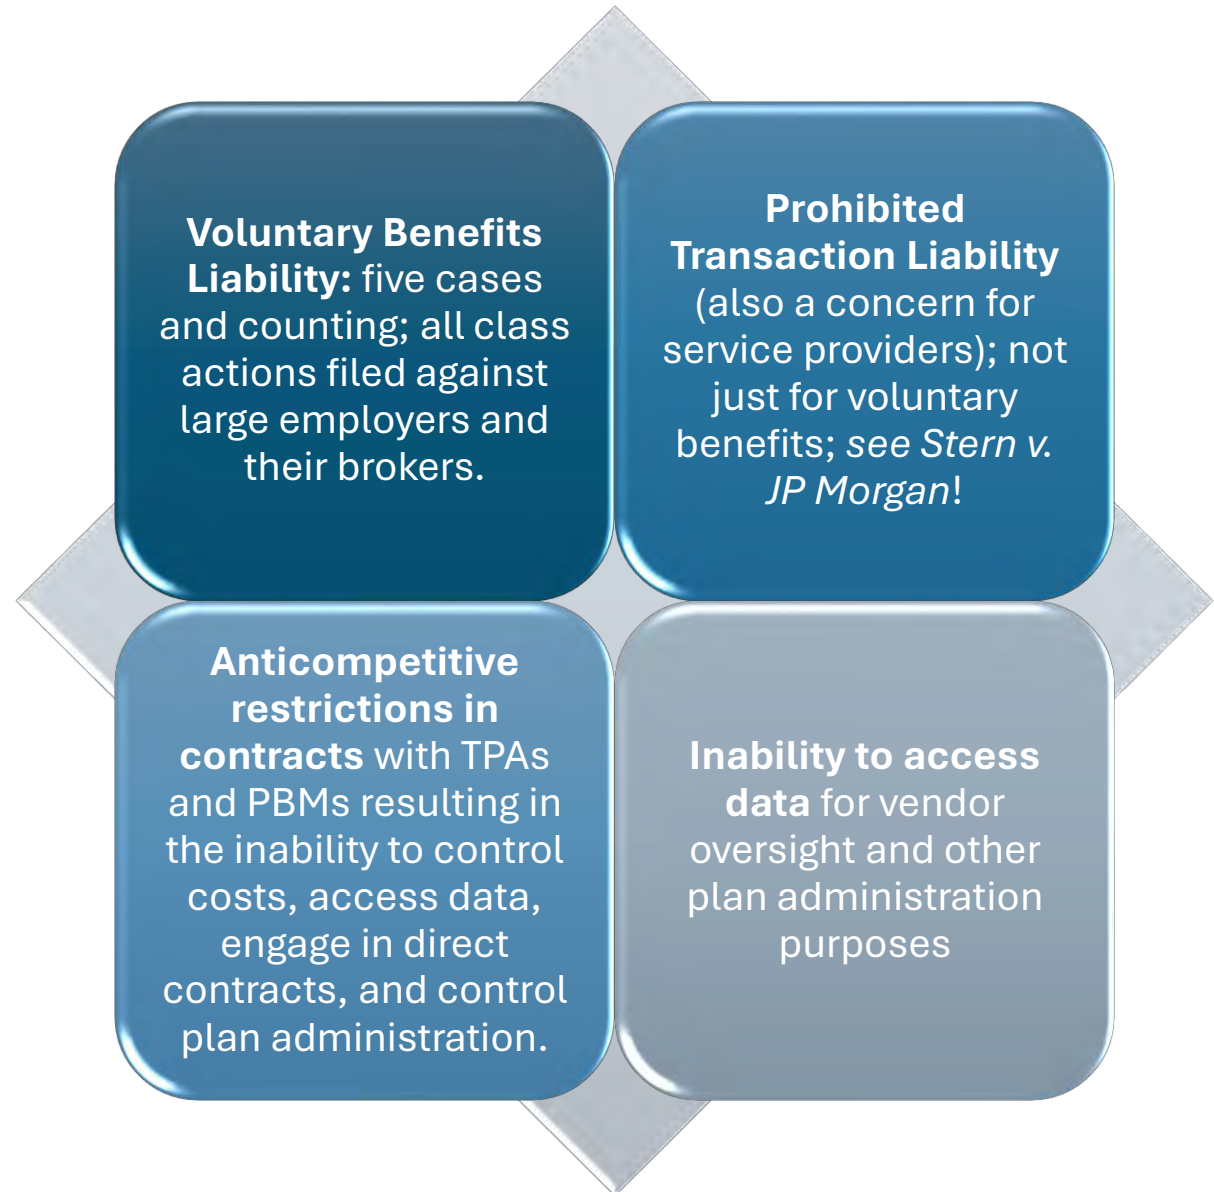 Voluntary Benefits
Liability: five cases
and counting; all class
actions filed against
large employers and
their brokers.
Prohibited
Transaction Liability
(also a concern for
service providers); not
just for voluntary
benefits; see Stern v.
JP Morgan!
Anticompetitive
restrictions in
contracts with TPAs
and PBMs resulting in
the inability to control
costs, access data,
engage in direct
contracts, and control
plan administration.
Inability to access
data for vendor
oversight and other
plan administration
purposes